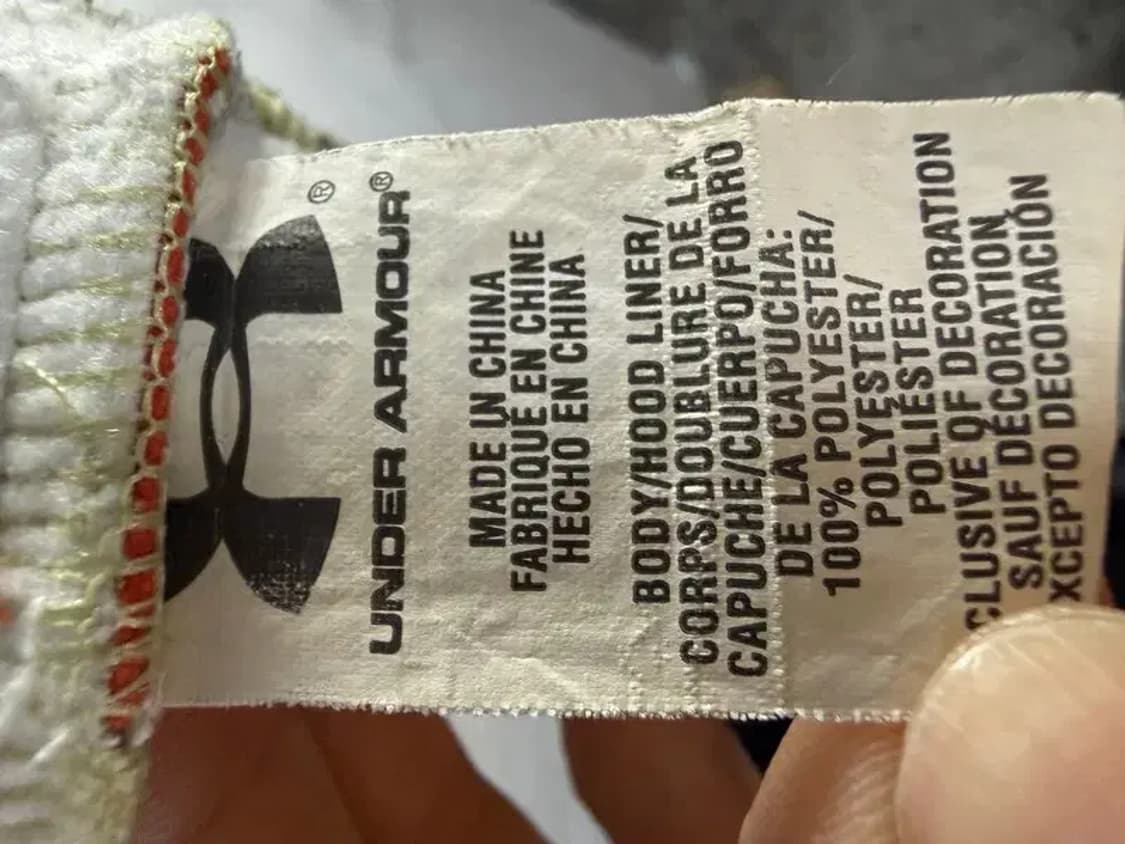 ®
UNDER ARMOUR®
MADE IN CHINA
FABRIQUE EN CHINE
HECHO EN CHINA
BODY/HOOD LINER/
CORPS/DOUBLURE DE LA
CAPUCHE/CUERPO/FORRO
DE LA CAPUCHA:
100% POLYESTER/
POLYESTER/
POLIÉSTER
CLUSIVE OF DECORATION
SAUF DÉCORATION
XCEPTO DECORACIÓN